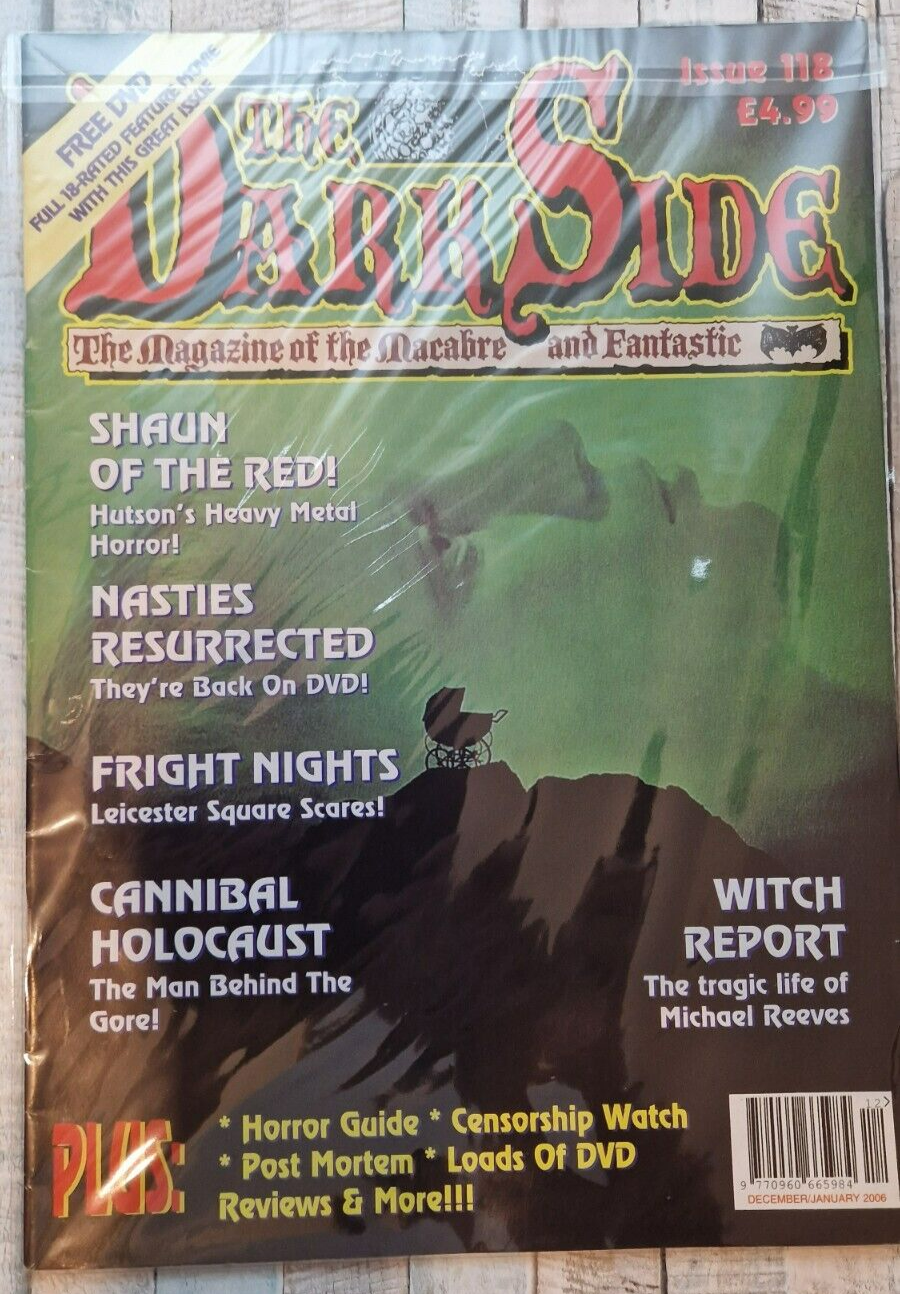 FREE DVD
FULL 18-RATED FEATURE MOVIE
WITH THIS GREAT ISSUE
Issue 118
£4.99
The
DARKSIDE
The Magazine of the Macabre and Fantastic
SHAUN
OF THE RED!
Hutson's Heavy Metal
Horror!
NASTIES
RESURRECTED
They're Back On DVD!
FRIGHT NIGHTS
Leicester Square Scares!
CANNIBAL
HOLOCAUST
The Man Behind The
Gore!
WITCH
REPORT
The tragic life of
Michael Reeves
PLUS:
* Horror Guide * Censorship Watch
* Post Mortem * Loads Of DVD
Reviews & More!!!
12>
9 770960 665984
DECEMBER/JANUARY 2006